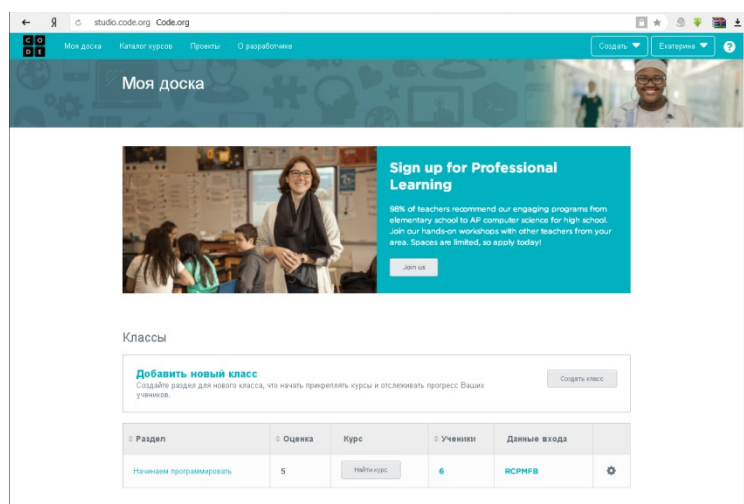 studio.code.org Code.org
C O
D E
Моя доска Каталог курсов Проекты О разработчике Создать Екатерина ?
Моя доска
Sign up for Professional
Learning
98% of teachers recommend our engaging programs from
elementary school to AP computer science for high school.
Join our hands-on workshops with other teachers from your
area. Spaces are limited, so apply today!
Join us
Классы
Добавить новый класс
Создайте раздел для нового класса, что начать прикреплять курсы и отслеживать прогресс Ваших
учеников.
Создать класс
Раздел Оценка Курс Ученики Данные входа
Начинаем программировать 5 Найти курс 6 RCPMFB